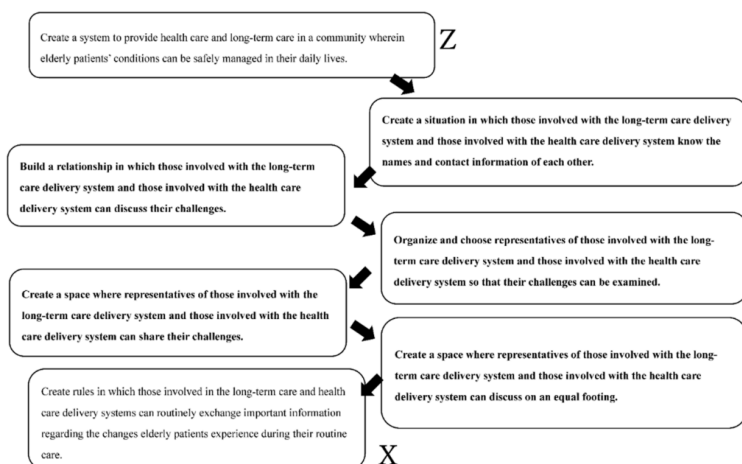 Create a system to provide health care and long-term care in a community wherein
elderly patients' conditions can be safely managed in their daily lives.
Z
Create a situation in which those involved with the long-term care delivery
system and those involved with the health care delivery system know the
names and contact information of each other.
Build a relationship in which those involved with the long-term
care delivery system and those involved with the health care
delivery system can discuss their challenges.
Organize and choose representatives of those involved with the long-
term care delivery system and those involved with the health care
delivery system so that their challenges can be examined.
Create a space where representatives of those involved with the
long-term care delivery system and those involved with the health
care delivery system can share their challenges.
Create a space where representatives of those involved with the long-
term care delivery system and those involved with the health care
delivery system can discuss on an equal footing.
Create rules in which those involved in the long-term care and health
care delivery systems can routinely exchange important information
regarding the changes elderly patients experience during their routine
care.
X